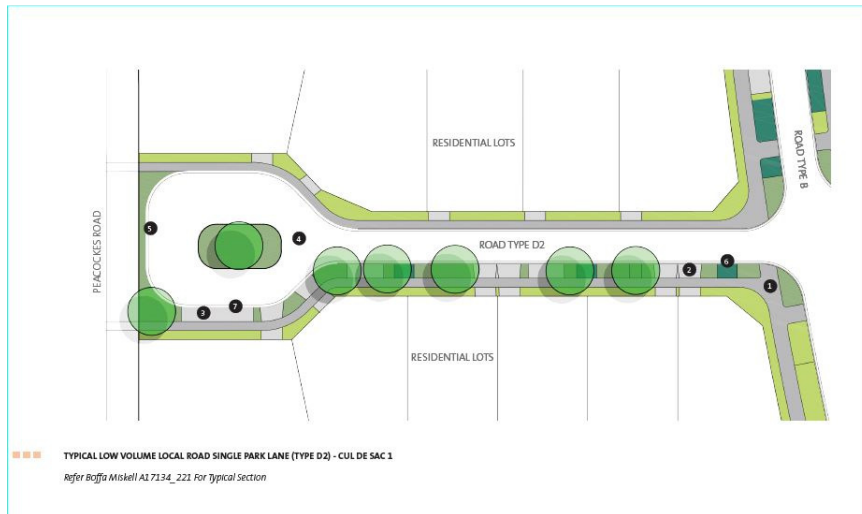 RESIDENTIAL LOTS
ROAD TYPE B
PEACOCKES ROAD
5
4
ROAD TYPE D2
6
2
1
3
7
RESIDENTIAL LOTS
TYPICAL LOW VOLUME LOCAL ROAD SINGLE PARK LANE (TYPE D2) - CUL DE SAC 1
Refer Boffa Miskell A17134_221 For Typical Section